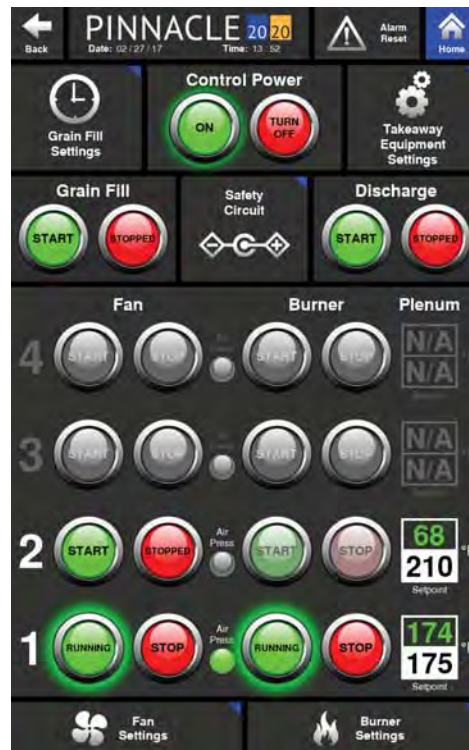 PINNACLE 20 20
Back
Date: 02/27/17 Time: 13:52
Alarm
Reset
Home
Grain Fill
Settings
Control Power
ON
TURN
OFF
Takeaway
Equipment
Settings
Grain Fill
START
STOPPED
Safety
Circuit
Discharge
START
STOPPED
Fan
Burner
Plenum
4
START
STOP
START
STOP
N/A
N/A
3
START
STOP
START
STOP
N/A
N/A
2
START
STOPPED
Air
Press
START
STOP
68
210
Setpoint
1
RUNNING
STOP
Air
Press
RUNNING
STOP
174
175
Setpoint
Fan
Settings
Burner
Settings